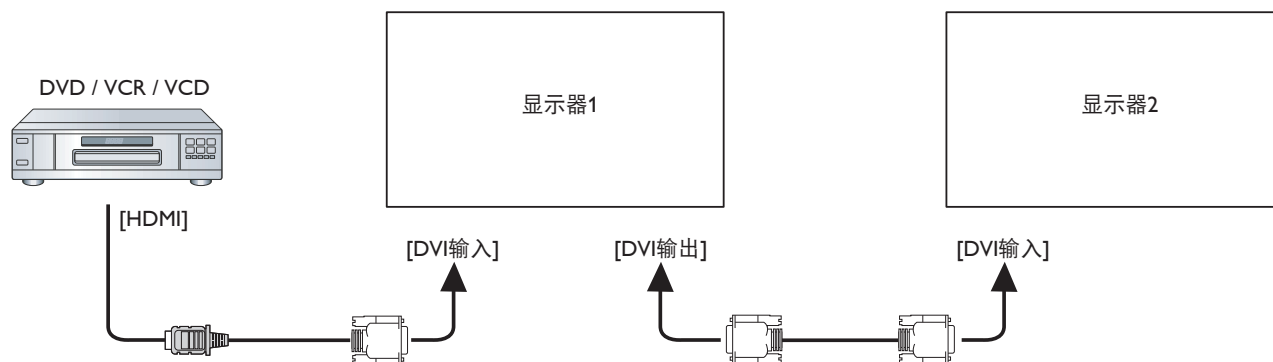 DVD / VCR / VCD
显示器1
显示器2
[HDMI]
[DVI输入]
[DVI输出]
[DVI输入]